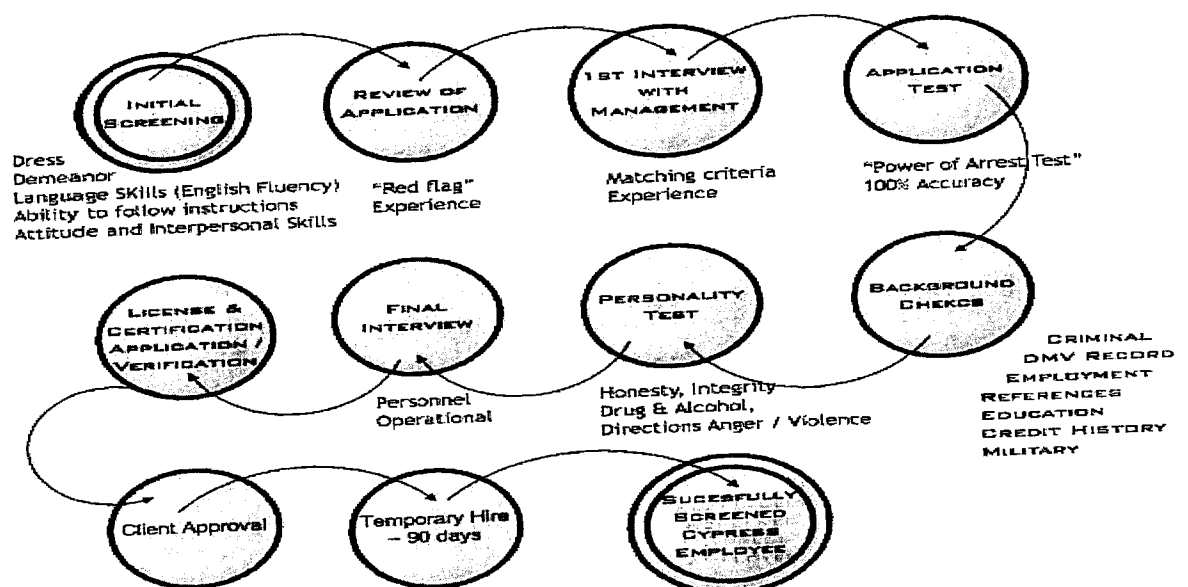 INITIAL
SCREENING
Dress
Demeanor
Language SKills (English Fluency)
Ability to follow instructions
Attitude and Interpersonal Skills
REVIEW OF
APPLICATION
"Red flag"
Experience
1ST INTERVIEW
WITH
MANAGEMENT
Matching criteria
Experience
APPLICATION
TEST
"Power of Arrest Test"
100% Accuracy
BACKGROUND
CHEKCS
CRIMINAL
DMV RECORD
EMPLOYMENT
REFERENCES
EDUCATION
CREDIT HISTORY
MILITARY
PERSONALITY
TEST
Honesty, Integrity
Drug & Alcohol,
Directions Anger / Violence
FINAL
INTERVIEW
Personnel
Operational
LICENSE &
CERTIFICATION
APPLICATION /
VERIFICATION
Client Approval
Temporary Hire
– 90 days
SUCESFULLY
SCREENED
CYPRESS
EMPLOYEE